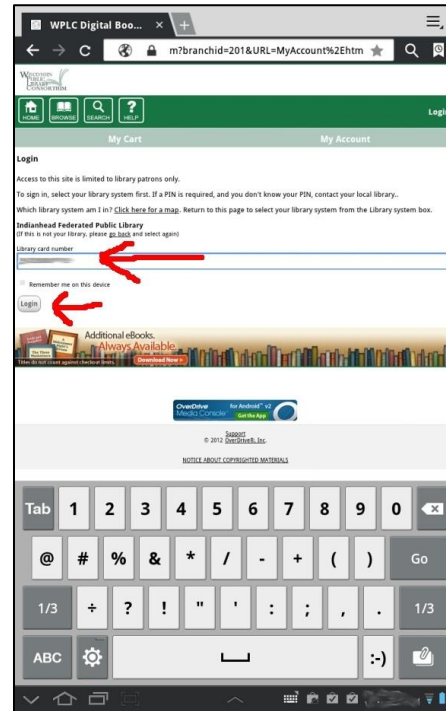 WPLC Digital Boo...
m?branchid=201&URL=MyAccount%2Ehtm
WISCONSIN
PUBLIC
LIBRARY
CONSORTIUM
HOME BROWSE SEARCH HELP
Login
My Cart My Account
Login
Access to this site is limited to library patrons only.
To sign in, select your library system first. If a PIN is required, and you don't know your PIN, contact your local library..
Which library system am I in? Click here for a map. Return to this page to select your library system from the Library system box.
Indianhead Federated Public Library
(If this is not your library, please go back and select again)
Library card number
Remember me on this device
Login
Additional eBooks.
Always Available
Titles do not count against checkout limits. Download Now >
OverDrive for Android™ v2
Media Console Get the App
Support
© 2012 OverDrive®, Inc.
NOTICE ABOUT COPYRIGHTED MATERIALS
Tab 1 2 3 4 5 6 7 8 9 0
@ # % & * / - + ( ) Go
1/3 ÷ ? ! " ' : ; , . 1/3
ABC :-)